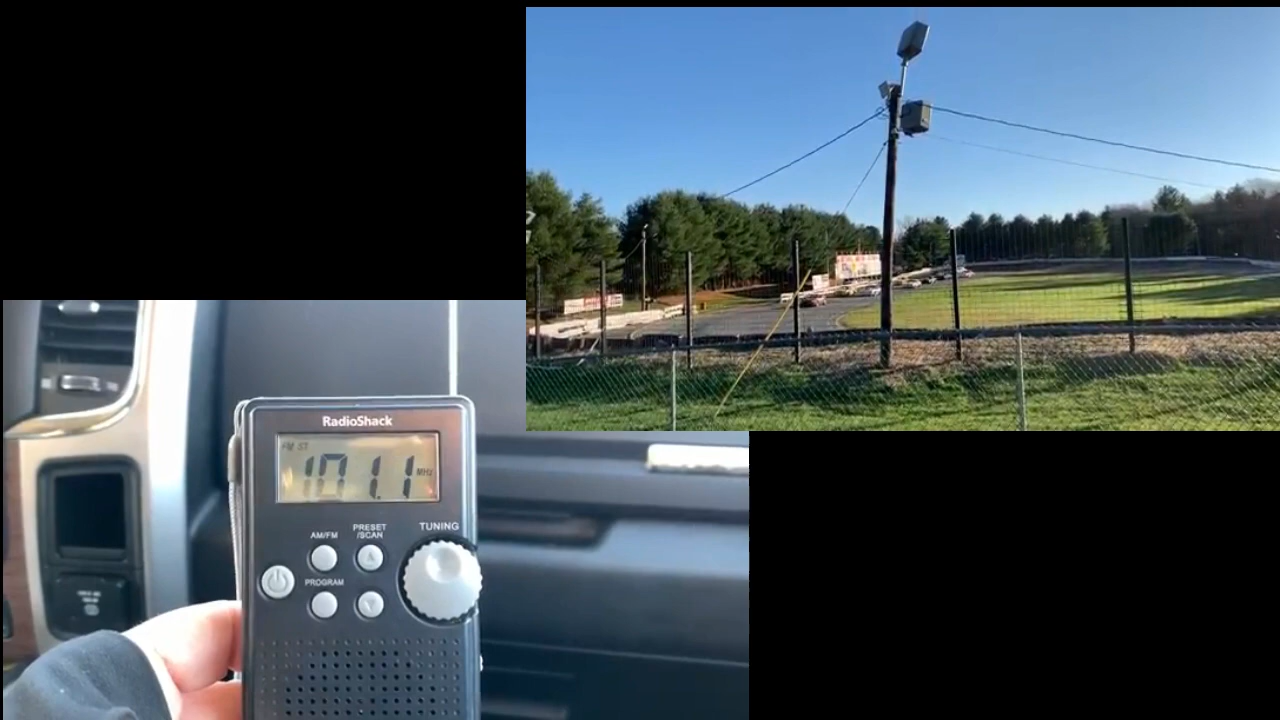 RadioShack
FM ST
101.1 MHz
AM/FM
PRESET
/SCAN
TUNING
PROGRAM